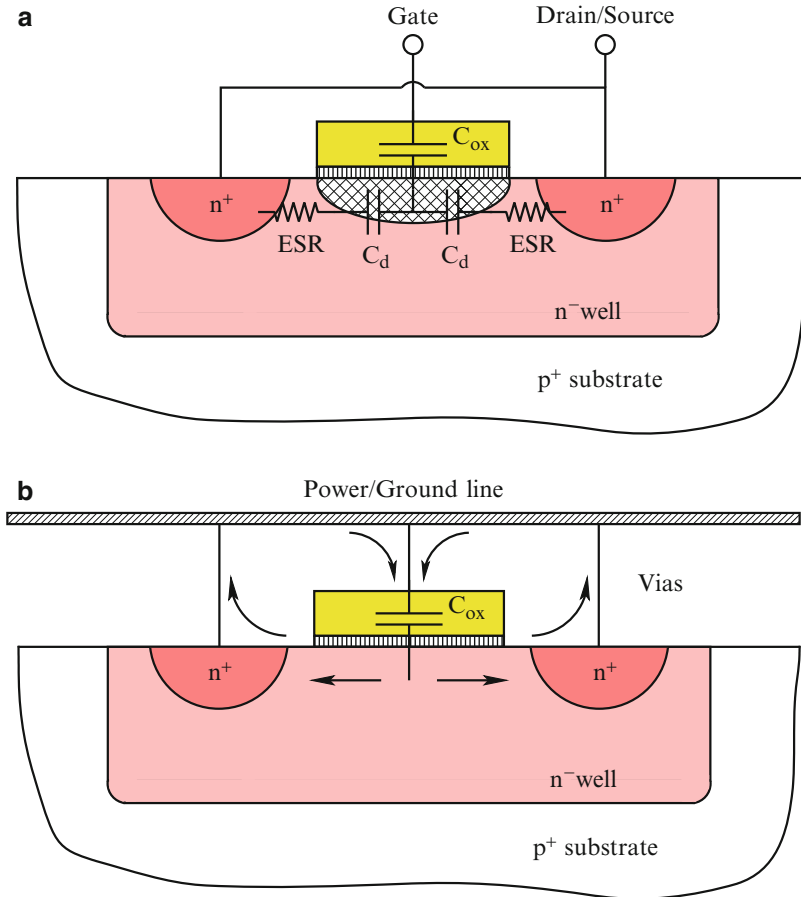 a
Gate
Drain/Source
C_ox
n⁺
n⁺
ESR
C_d
C_d
ESR
n⁻well
p⁺ substrate
b
Power/Ground line
Vias
C_ox
n⁺
n⁺
n⁻well
p⁺ substrate